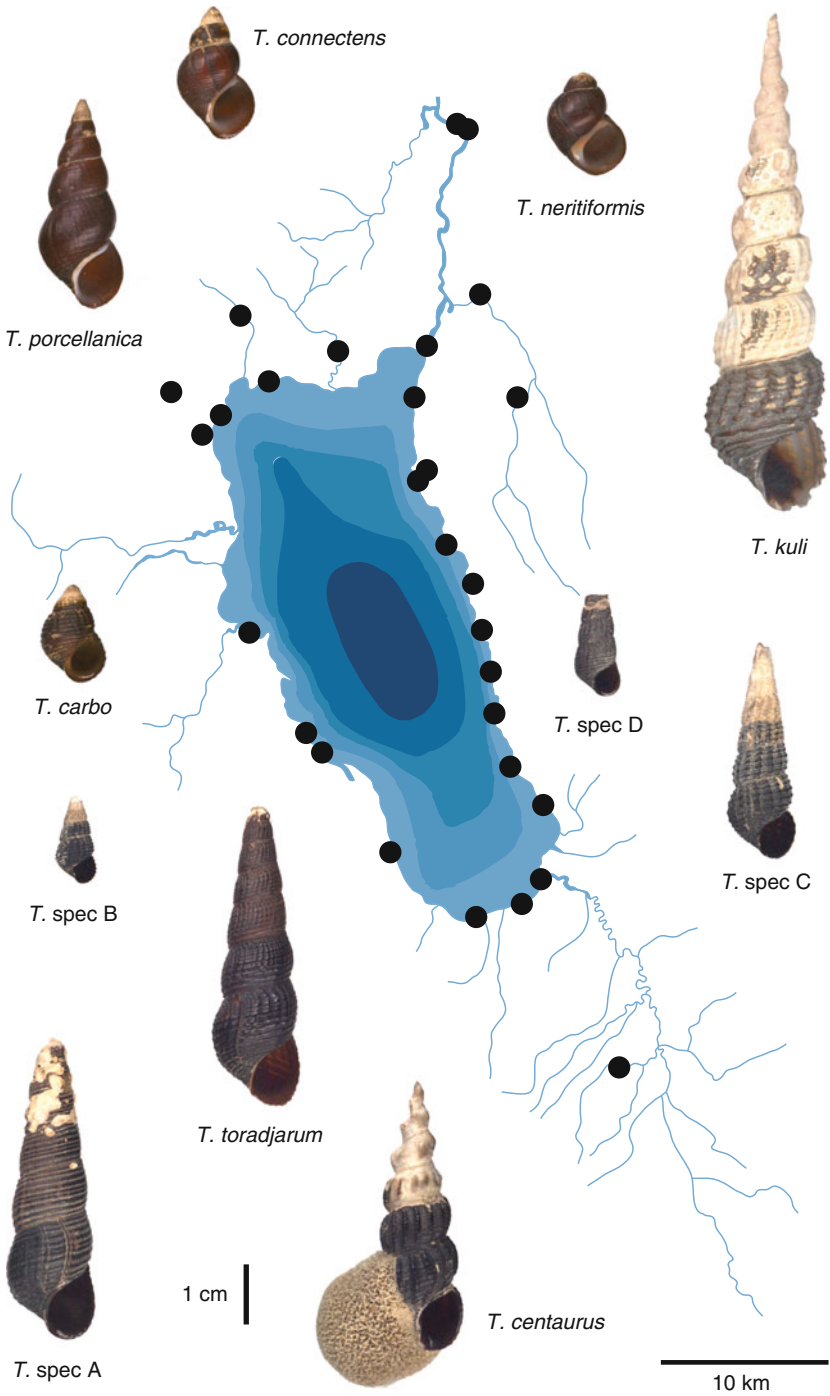 T. connectens
T. neritiformis
T. porcellanica
T. kuli
T. carbo
T. spec D
T. spec C
T. spec B
T. toradjarum
T. centaurus
1 cm
T. spec A
10 km